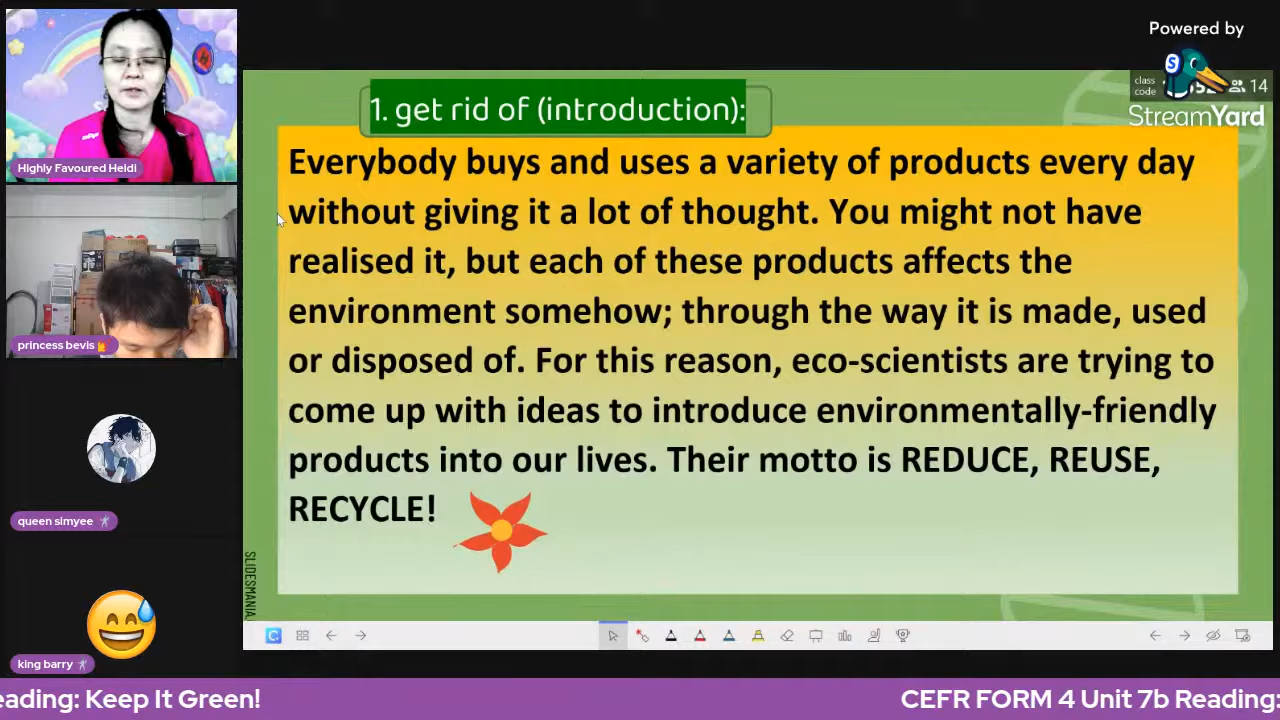 Powered by
StreamYard
class
code
14
Highly Favoured Heidi
princess bevis
queen simyee
king barry
1. get rid of (introduction):
Everybody buys and uses a variety of products every day
without giving it a lot of thought. You might not have
realised it, but each of these products affects the
environment somehow; through the way it is made, used
or disposed of. For this reason, eco-scientists are trying to
come up with ideas to introduce environmentally-friendly
products into our lives. Their motto is REDUCE, REUSE,
RECYCLE!
SLIDESMANIA
eading: Keep It Green!
CEFR FORM 4 Unit 7b Reading: